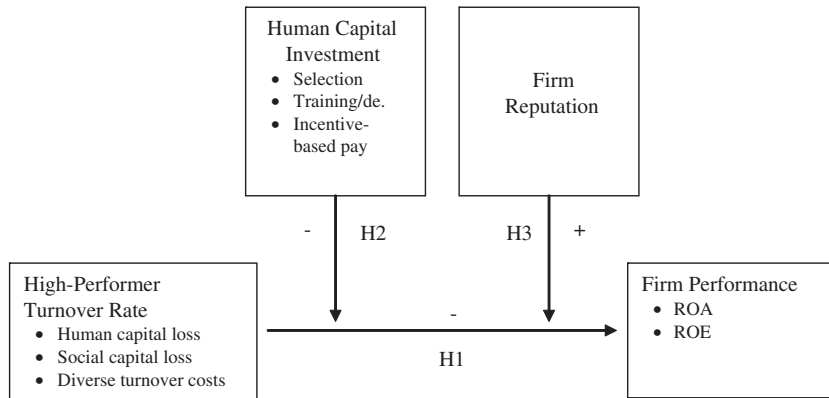 Human Capital
Investment
• Selection
• Training/de.
• Incentive-
based pay
Firm
Reputation
-
H2
H3
+
High-Performer
Turnover Rate
• Human capital loss
• Social capital loss
• Diverse turnover costs
-
H1
Firm Performance
• ROA
• ROE